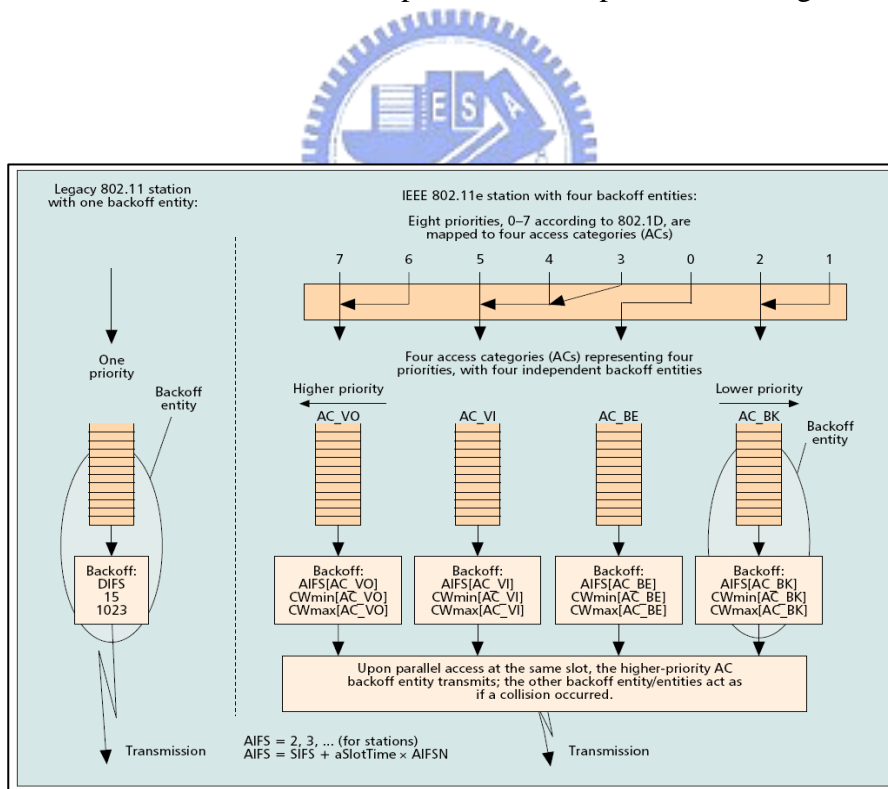 E S A
Legacy 802.11 station
with one backoff entity:
IEEE 802.11e station with four backoff entities:
Eight priorities, 0–7 according to 802.1D, are
mapped to four access categories (ACs)
7 6 5 4 3 0 2 1
One
priority
Four access categories (ACs) representing four
priorities, with four independent backoff entities
Backoff
entity
Higher priority
Lower priority
AC_VO AC_VI AC_BE AC_BK
Backoff
entity
Backoff:
DIFS
15
1023
Backoff:
AIFS[AC_VO]
CWmin[AC_VO]
CWmax[AC_VO]
Backoff:
AIFS[AC_VI]
CWmin[AC_VI]
CWmax[AC_VI]
Backoff:
AIFS[AC_BE]
CWmin[AC_BE]
CWmax[AC_BE]
Backoff:
AIFS[AC_BK]
CWmin[AC_BK]
CWmax[AC_BK]
Upon parallel access at the same slot, the higher-priority AC
backoff entity transmits; the other backoff entity/entities act as
if a collision occurred.
Transmission
AIFS = 2, 3, ... (for stations)
AIFS = SIFS + aSlotTime × AIFSN
Transmission